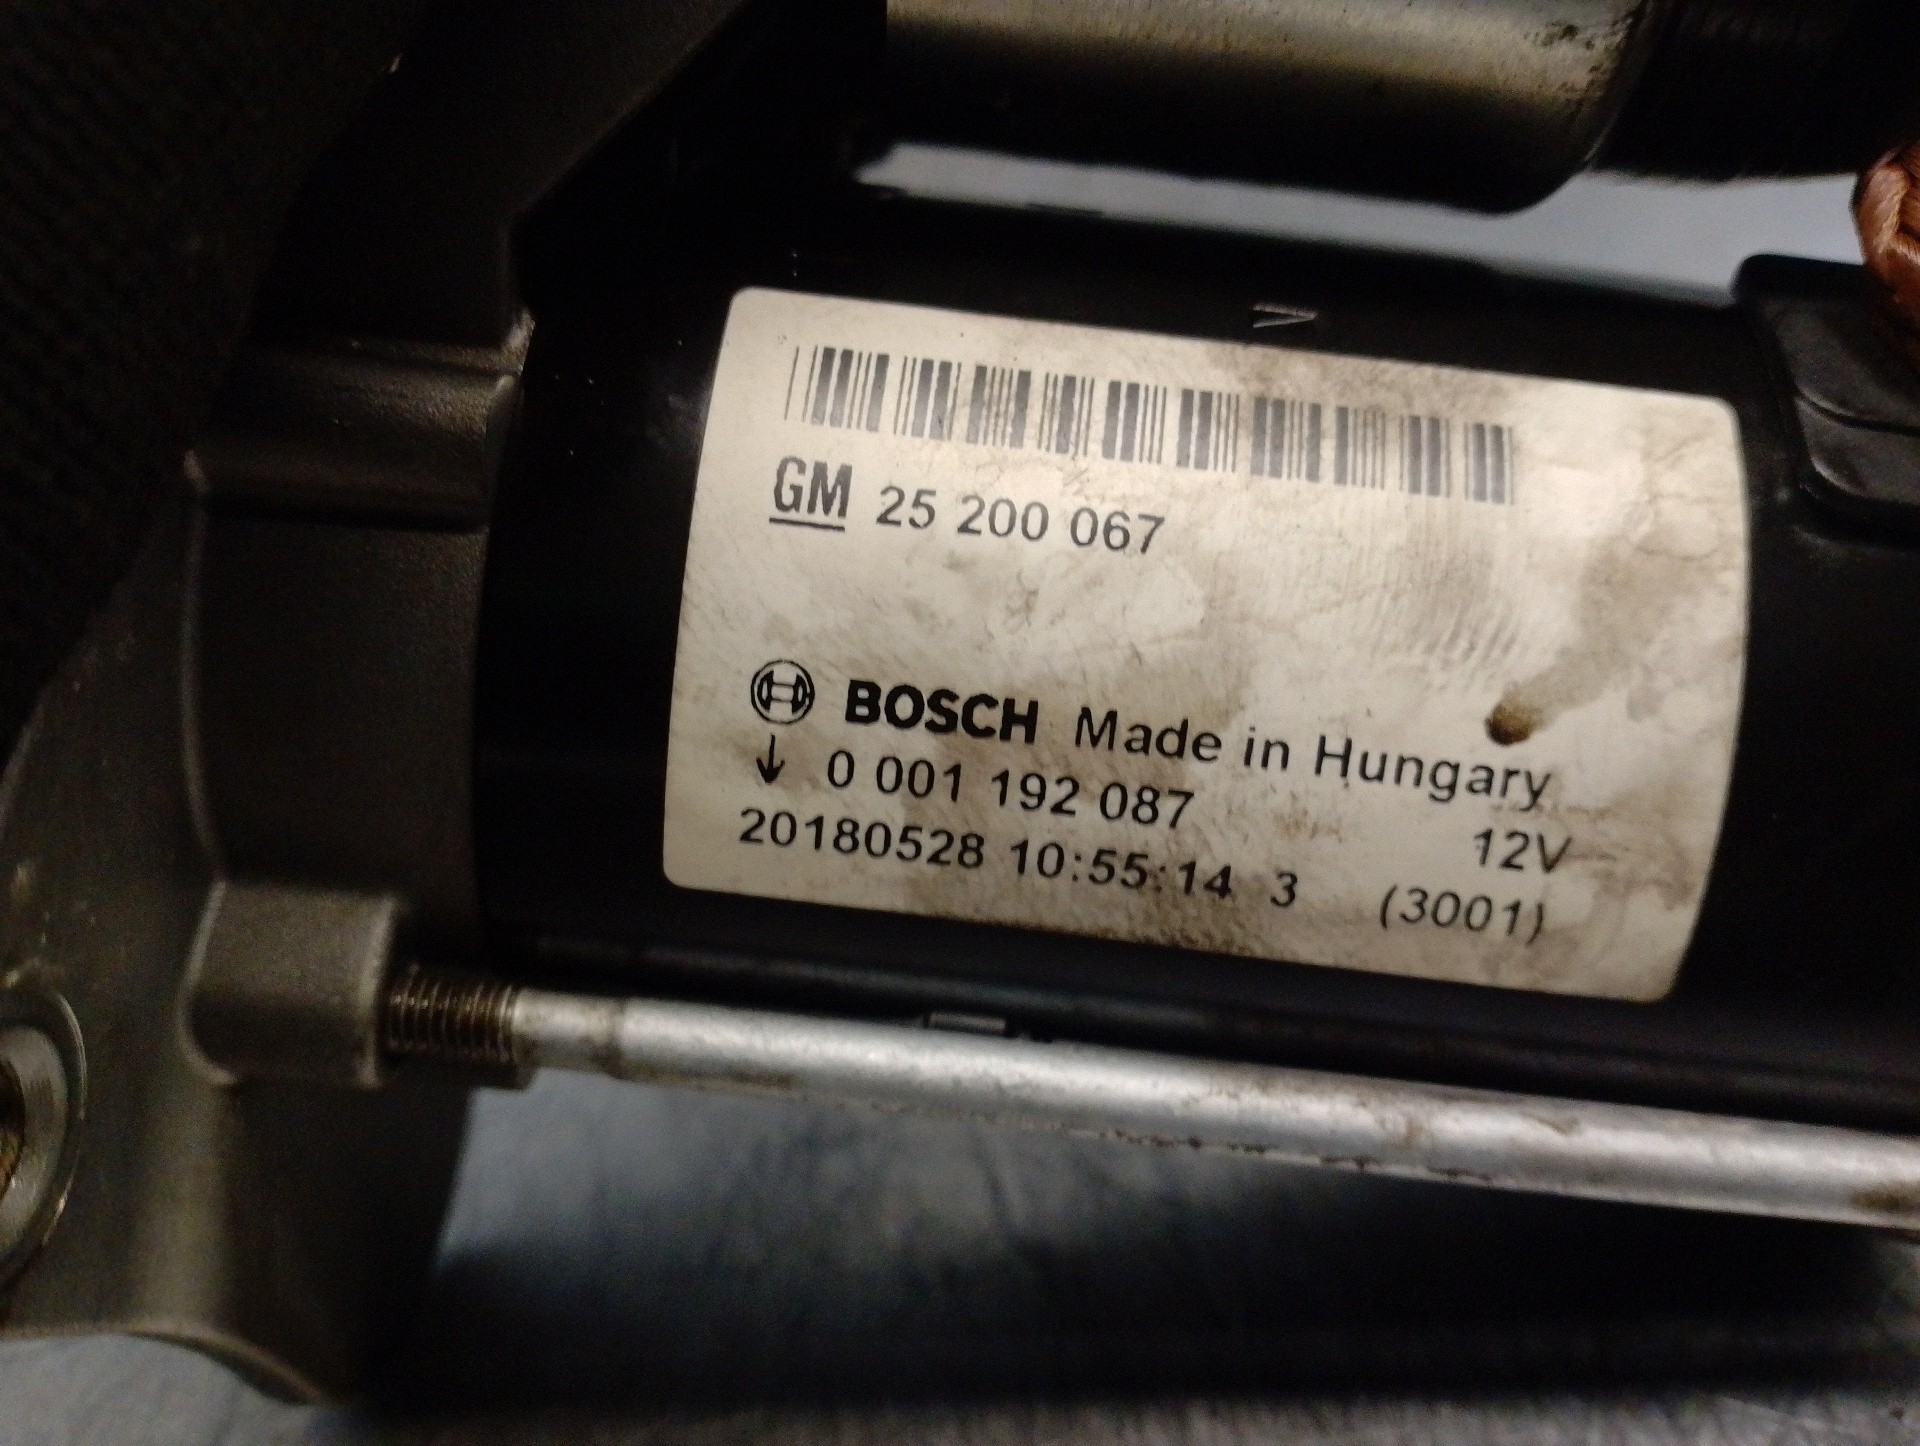 GM 25 200 067
BOSCH Made in Hungary
↓ 0 001 192 087 12V
20180528 10:55:14 3 (3001)